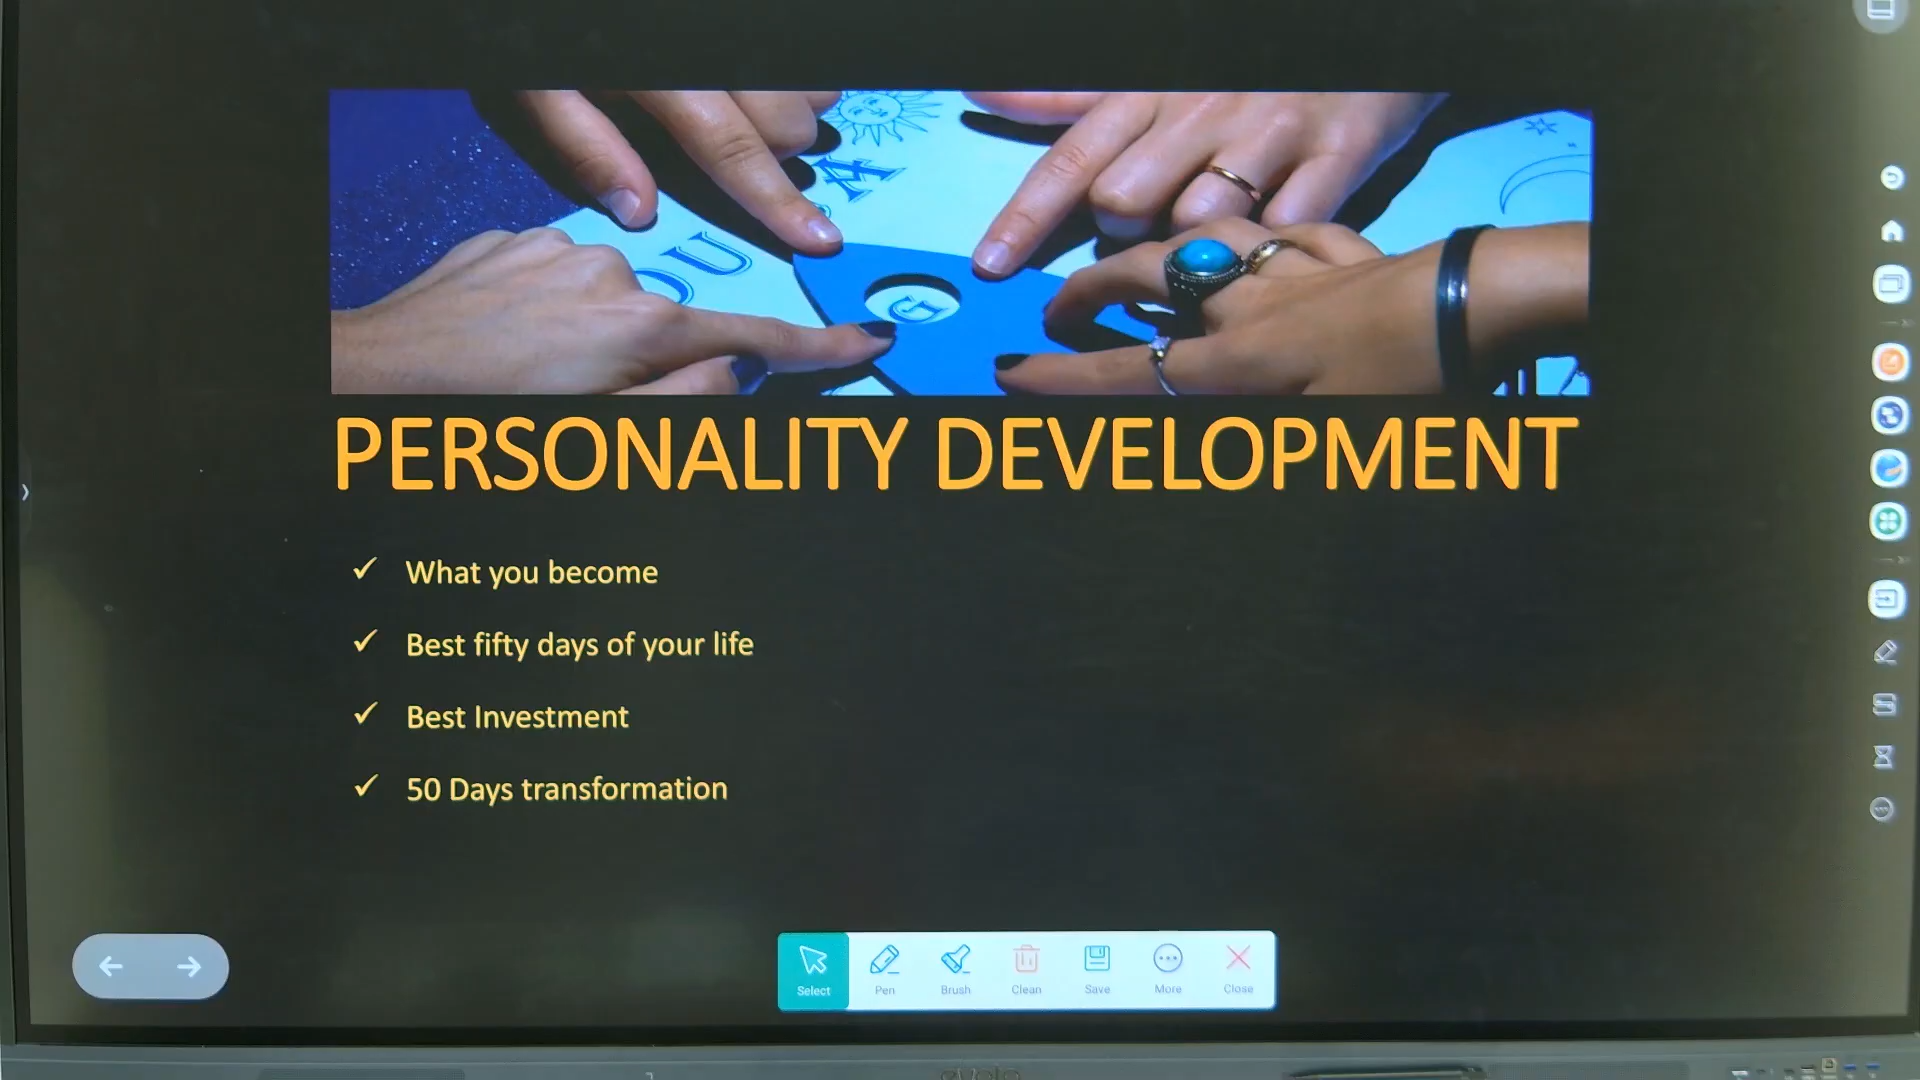 A
OU
G
PERSONALITY DEVELOPMENT
✓ What you become
✓ Best fifty days of your life
✓ Best Investment
✓ 50 Days transformation
Select Pen Brush Clean Save More Close